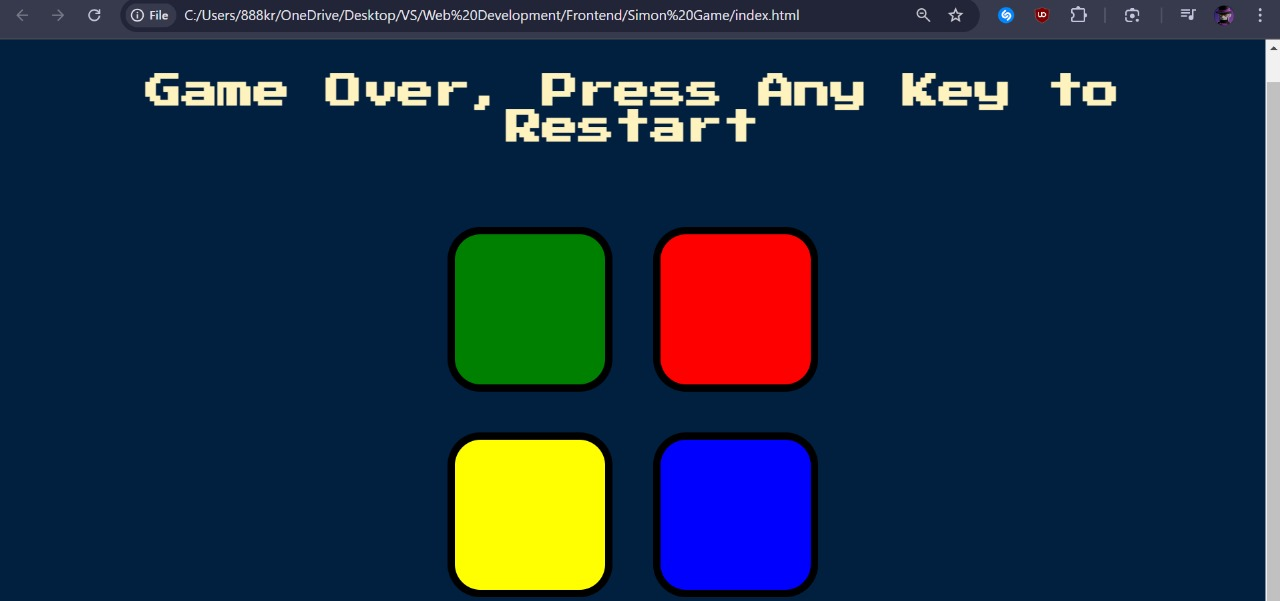 File
C:/Users/888kr/OneDrive/Desktop/VS/Web%20Development/Frontend/Simon%20Game/index.html
Game Over, Press Any Key to
Restart